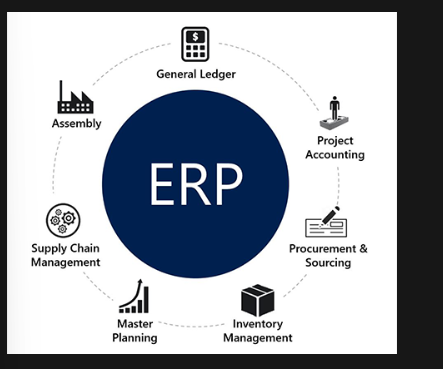 $
General Ledger
Project
Accounting
Procurement &
Sourcing
Inventory
Management
Master
Planning
Supply Chain
Management
Assembly
ERP